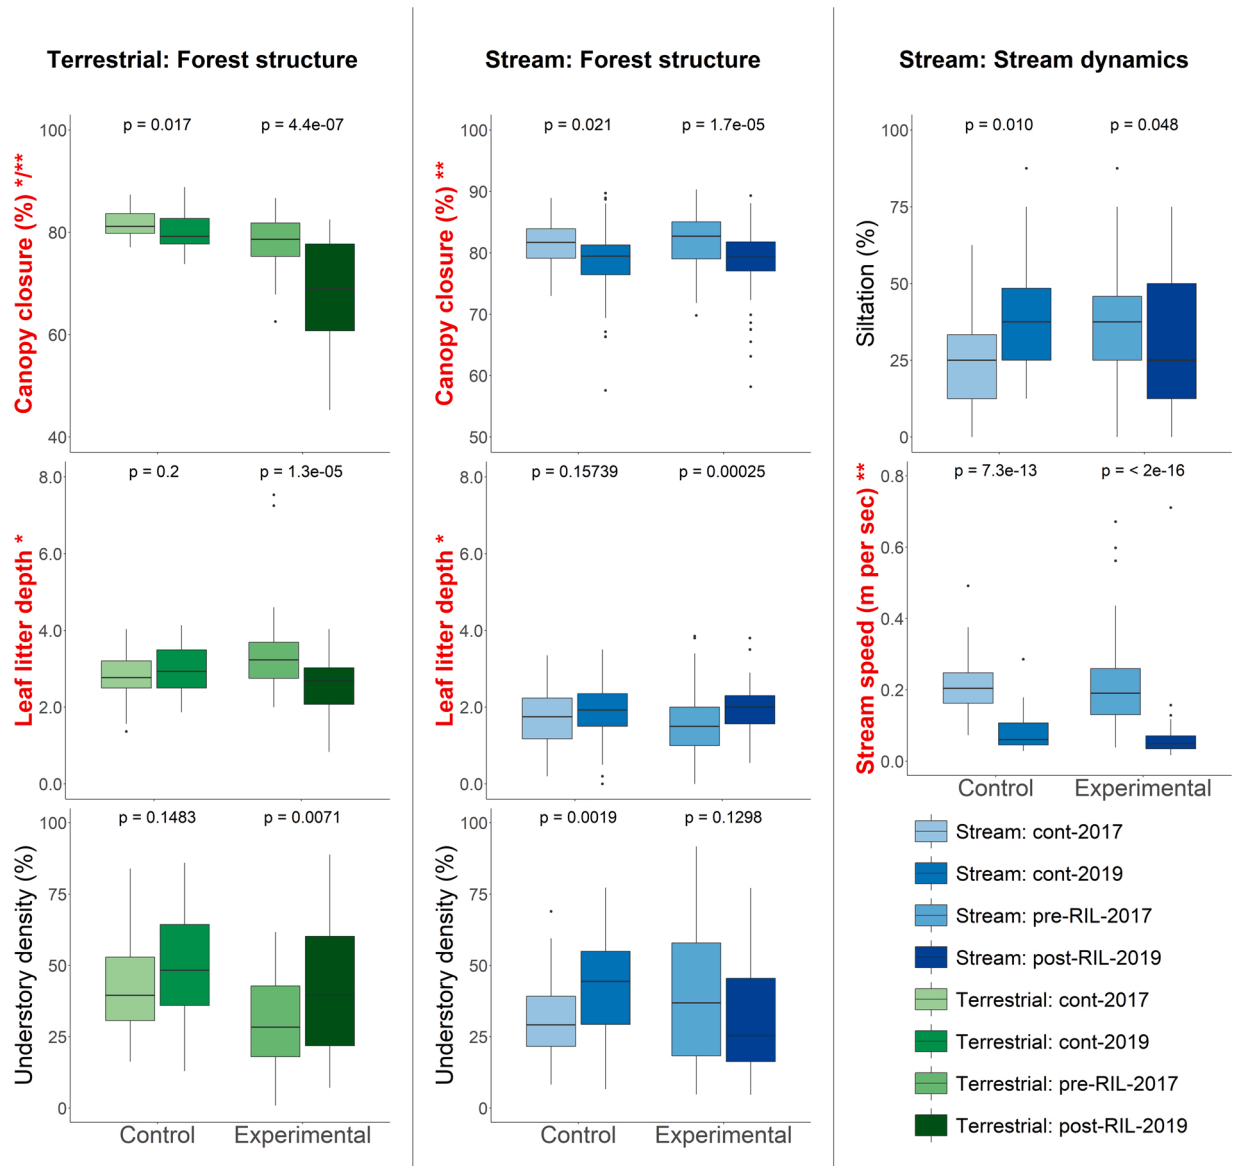 Terrestrial: Forest structure
Canopy closure (%) */**
100
80
60
40
p = 0.017
p = 4.4e-07
Leaf litter depth *
8.0
6.0
4.0
2.0
0.0
p = 0.2
p = 1.3e-05
Understory density (%)
100
75
50
25
0
p = 0.1483
p = 0.0071
Control
Experimental
Stream: Forest structure
Canopy closure (%) **
100
90
80
70
60
50
p = 0.021
p = 1.7e-05
Leaf litter depth *
8.0
6.0
4.0
2.0
0.0
p = 0.15739
p = 0.00025
Understory density (%)
100
75
50
25
0
p = 0.0019
p = 0.1298
Control
Experimental
Stream: Stream dynamics
Siltation (%)
100
75
50
25
0
p = 0.010
p = 0.048
Stream speed (m per sec) **
0.8
0.6
0.4
0.2
0.0
p = 7.3e-13
p = < 2e-16
Control
Experimental
Stream: cont-2017
Stream: cont-2019
Stream: pre-RIL-2017
Stream: post-RIL-2019
Terrestrial: cont-2017
Terrestrial: cont-2019
Terrestrial: pre-RIL-2017
Terrestrial: post-RIL-2019